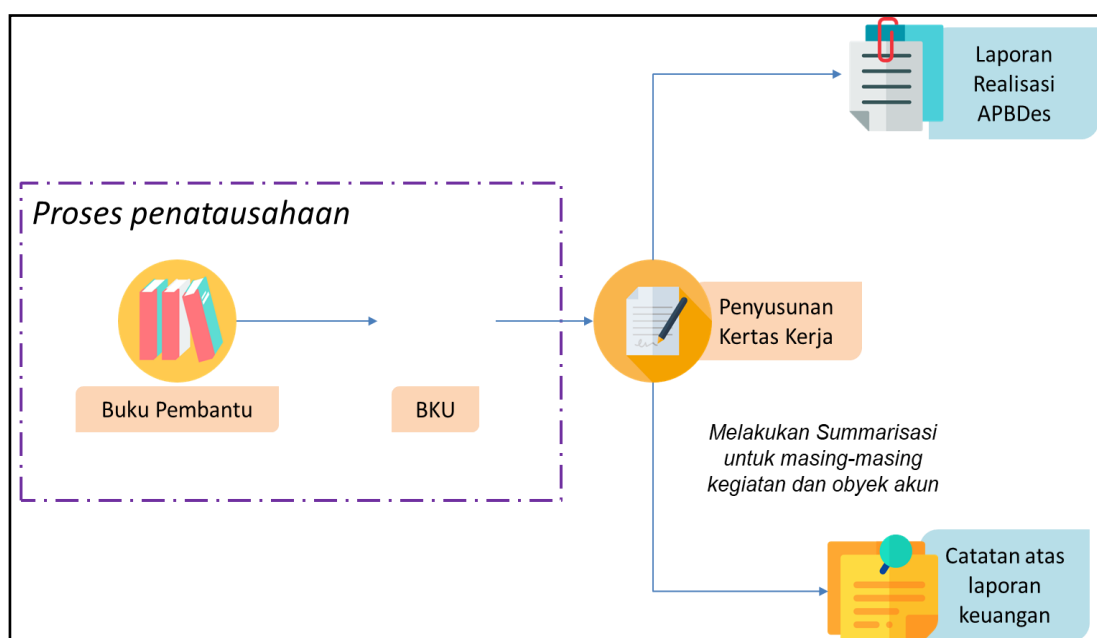 Laporan
Realisasi
APBDes
Proses penatausahaan
Penyusunan
Kertas Kerja
Buku Pembantu
BKU
Melakukan Summarisasi
untuk masing-masing
kegiatan dan obyek akun
Catatan atas
laporan
keuangan